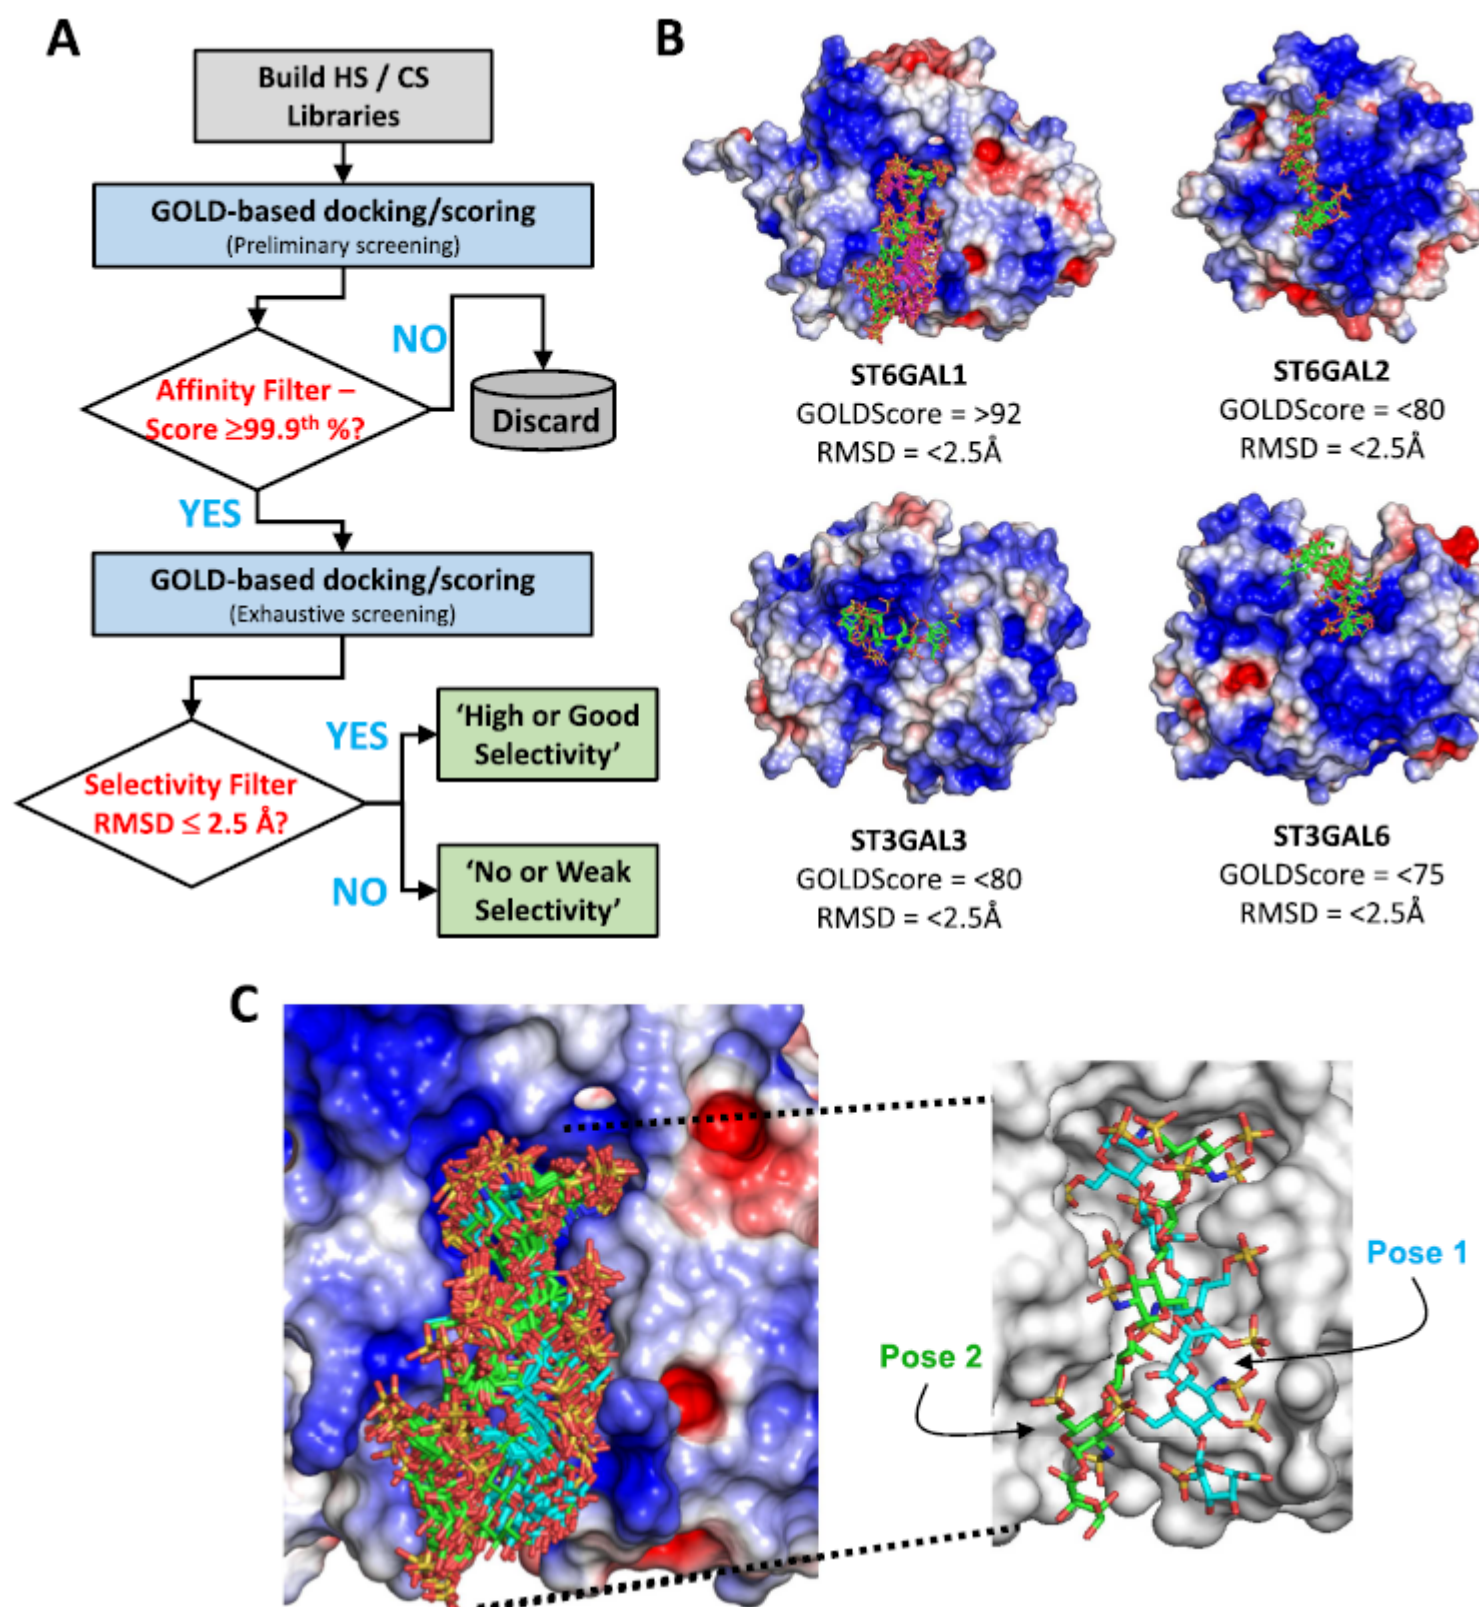 A
Build HS / CS
Libraries
GOLD-based docking/scoring
(Preliminary screening)
NO
Affinity Filter –
Score ≥99.9th %?
Discard
YES
GOLD-based docking/scoring
(Exhaustive screening)
YES
'High or Good
Selectivity'
Selectivity Filter
RMSD ≤ 2.5 Å?
NO
'No or Weak
Selectivity'
B
ST6GAL1
GOLDScore = >92
RMSD = <2.5Å
ST6GAL2
GOLDScore = <80
RMSD = <2.5Å
ST3GAL3
GOLDScore = <80
RMSD = <2.5Å
ST3GAL6
GOLDScore = <75
RMSD = <2.5Å
C
Pose 1
Pose 2